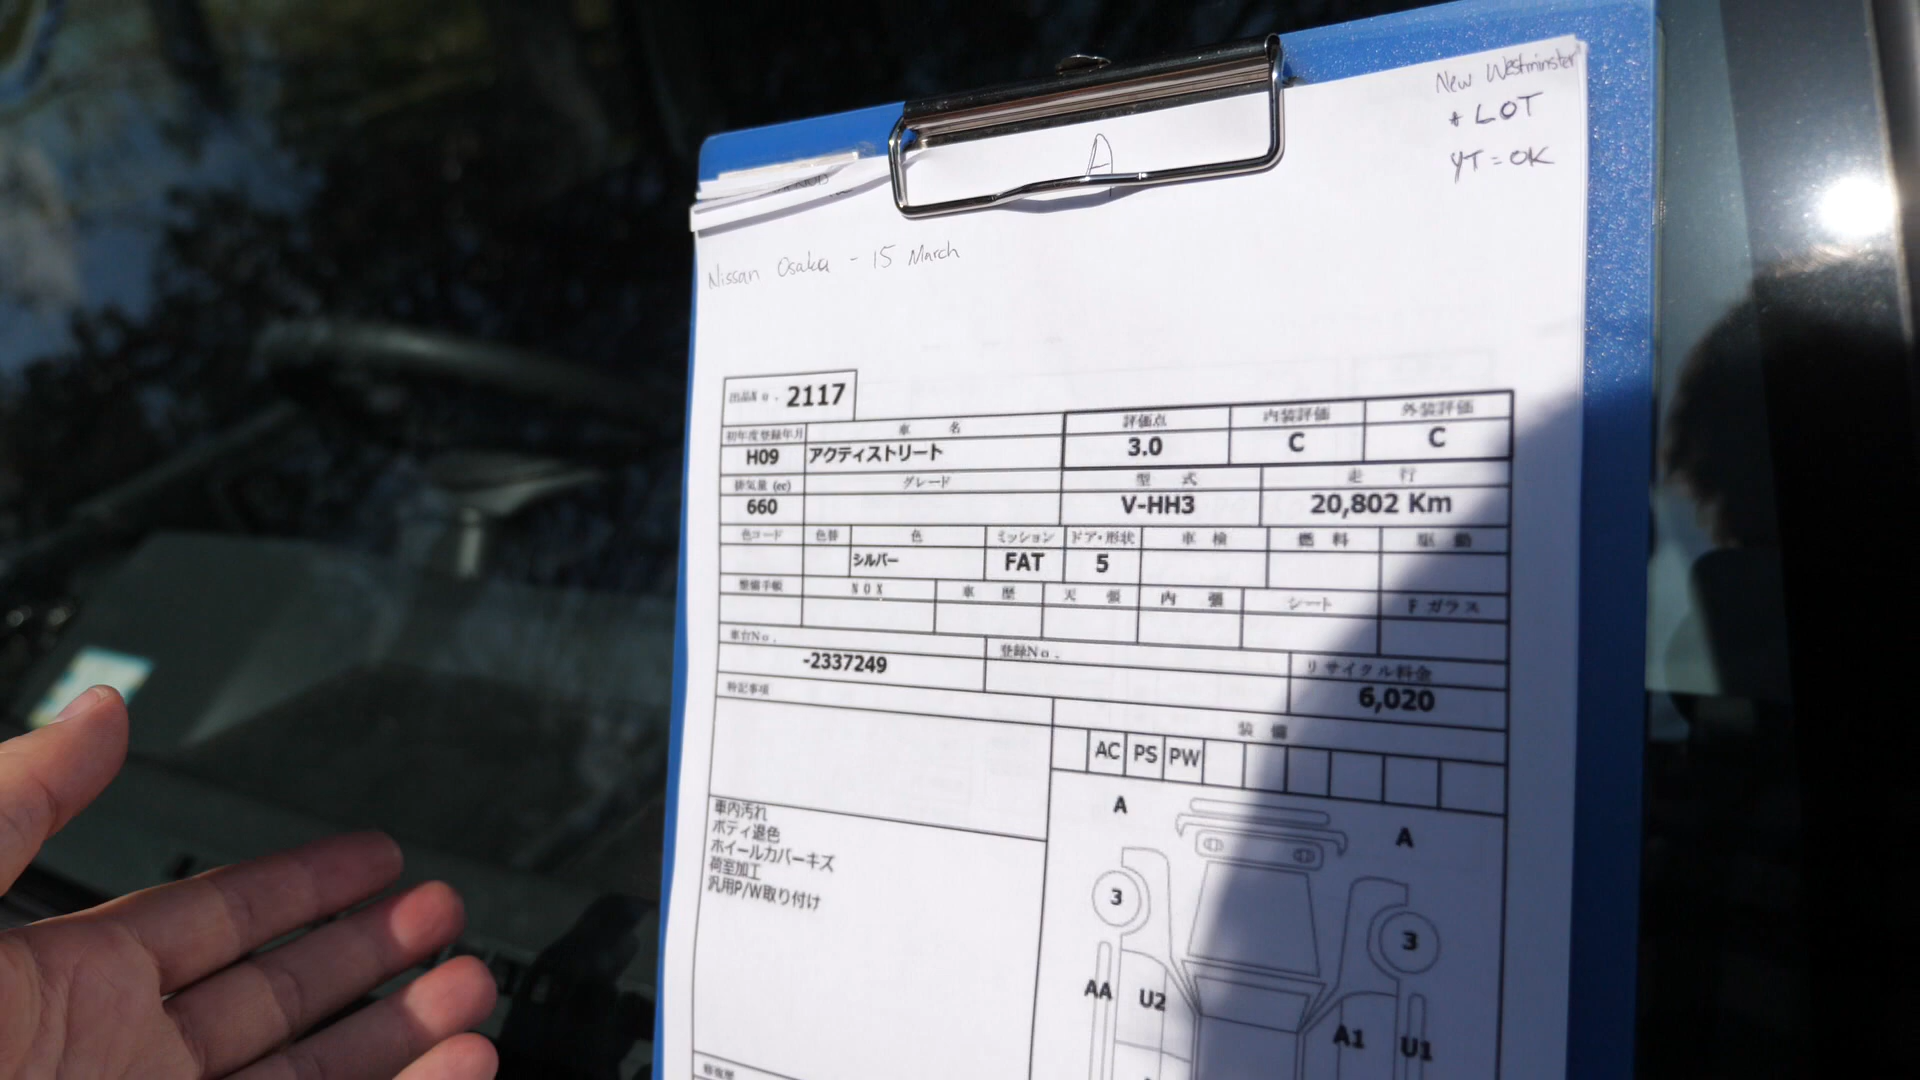 New Westminster
LOT
YT = OK
A
Nissan Osaka - 15 March
出品No. 2117
初年度登録年月 車名 評価点 内装評価 外装評価
H09 アクティストリート 3.0 C C
排気量 (cc) グレード 型式 走行
660 V-HH3 20,802 Km
色コード 色替 色 ミッション ドア・形状 車検 燃料 駆動
シルバー FAT 5
整備手帳 NOX 車歴 天張 内張 シート Fガラス
車台No. 登録No. リサイクル料金
-2337249 6,020
特記事項 装備
AC PS PW
車内汚れ
ボディ退色
ホイールカバーキズ
荷室加工
汎用P/W取り付け
A A
3 3
AA U2 A1 U1
修復歴